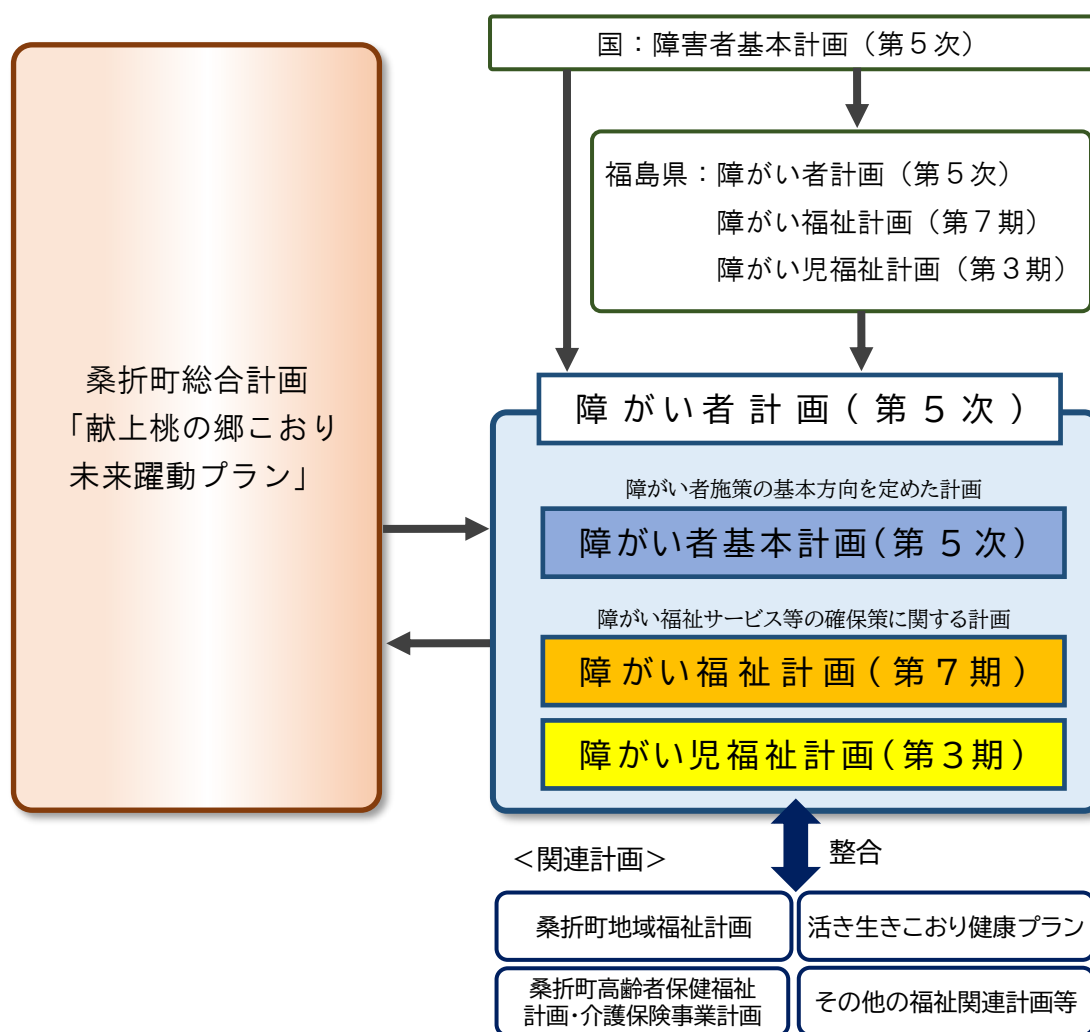 国：障害者基本計画（第５次）
福島県：障がい者計画（第５次）
障がい福祉計画（第７期）
障がい児福祉計画（第３期）
桑折町総合計画
「献上桃の郷こおり
未来躍動プラン」
障がい者計画（第５次）
障がい者施策の基本方向を定めた計画
障がい者基本計画（第５次）
障がい福祉サービス等の確保策に関する計画
障がい福祉計画（第７期）
障がい児福祉計画（第３期）
＜関連計画＞
整合
桑折町地域福祉計画
活き生きこおり健康プラン
桑折町高齢者保健福祉
計画・介護保険事業計画
その他の福祉関連計画等